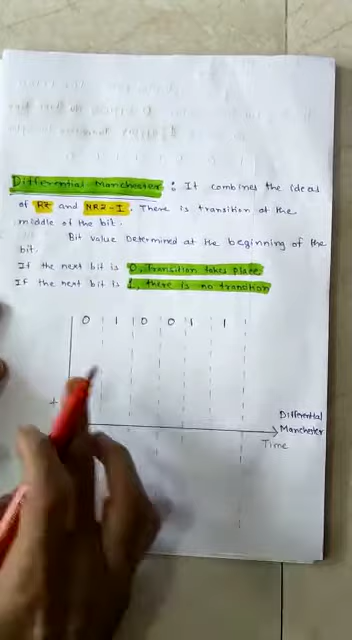 Differential Manchester : It combines the ideal
of RZ and NRZ-I. There is transition at the
middle of the bit.
Bit value determined at the beginning of the
bit.
If the next bit is 0, transition takes place
If the next bit is 1, there is no tranition
0 1 0 0 1 1
+
Differential
Manchester
Time